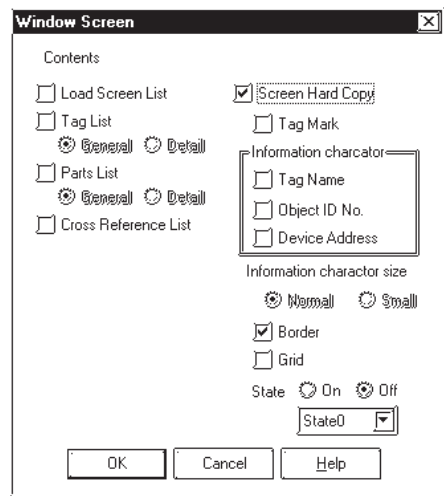 Window Screen
Contents
Load Screen List
Tag List
General Detail
Parts List
General Detail
Cross Reference List
Screen Hard Copy
Tag Mark
Information charcator
Tag Name
Object ID No.
Device Address
Information charactor size
Normal Small
Border
Grid
State On Off
State0
OK Cancel Help